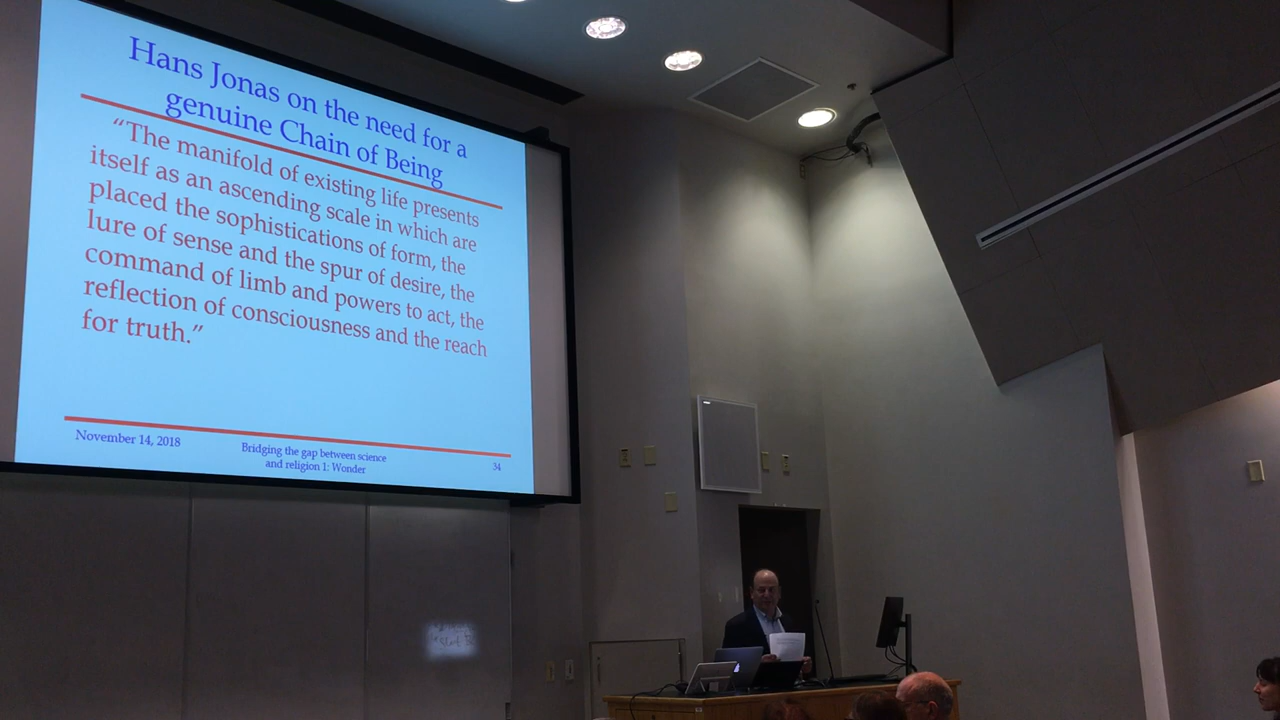 Hans Jonas on the need for a
genuine Chain of Being
“The manifold of existing life presents
itself as an ascending scale in which are
placed the sophistications of form, the
lure of sense and the spur of desire, the
command of limb and powers to act, the
reflection of consciousness and the reach
for truth.”
November 14, 2018
Bridging the gap between science
and religion 1: Wonder
34